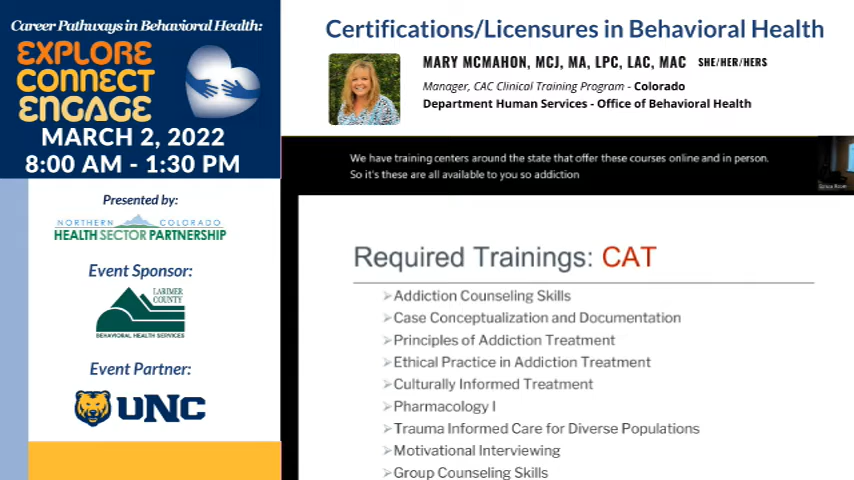 Career Pathways in Behavioral Health:
EXPLORE
CONNECT
ENGAGE
MARCH 2, 2022
8:00 AM - 1:30 PM
Presented by:
NORTHERN COLORADO
HEALTH SECTOR PARTNERSHIP
Event Sponsor:
LARIMER
COUNTY
BEHAVIORAL HEALTH SERVICES
Event Partner:
UNC
Certifications/Licensures in Behavioral Health
MARY MCMAHON, MCJ, MA, LPC, LAC, MAC SHE/HER/HERS
Manager, CAC Clinical Training Program - Colorado
Department Human Services - Office of Behavioral Health
We have training centers around the state that offer these courses online and in person.
So it's these are all available to you so addiction
Required Trainings: CAT
➢Addiction Counseling Skills
➢Case Conceptualization and Documentation
➢Principles of Addiction Treatment
➢Ethical Practice in Addiction Treatment
➢Culturally Informed Treatment
➢Pharmacology I
➢Trauma Informed Care for Diverse Populations
➢Motivational Interviewing
➢Group Counseling Skills